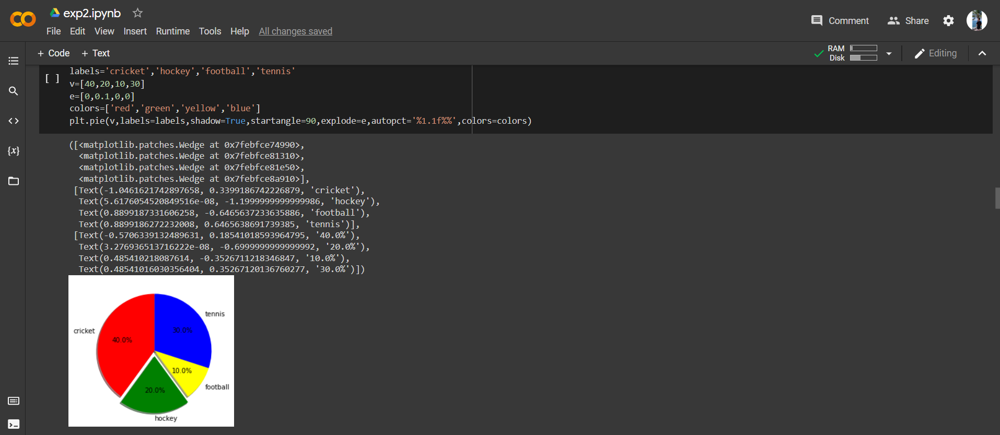 exp2.ipynb
File Edit View Insert Runtime Tools Help All changes saved
Comment Share
+ Code + Text
RAM
Disk
Editing
[ ]
labels='cricket','hockey','football','tennis'
v=[40,20,10,30]
e=[0,0.1,0,0]
colors=['red','green','yellow','blue']
plt.pie(v,labels=labels,shadow=True,startangle=90,explode=e,autopct='%1.1f%%',colors=colors)
([<matplotlib.patches.Wedge at 0x7febfce74990>,
<matplotlib.patches.Wedge at 0x7febfce81310>,
<matplotlib.patches.Wedge at 0x7febfce81e50>,
<matplotlib.patches.Wedge at 0x7febfce8a910>],
[Text(-1.0461621742897658, 0.3399186742226879, 'cricket'),
Text(5.6176054520849516e-08, -1.1999999999999986, 'hockey'),
Text(0.8899187331606258, -0.6465637233635886, 'football'),
Text(0.8899186272232008, 0.6465638691739385, 'tennis')],
[Text(-0.5706339132489631, 0.18541018593964795, '40.0%'),
Text(3.276936513716222e-08, -0.6999999999999992, '20.0%'),
Text(0.485410218087614, -0.3526711218346847, '10.0%'),
Text(0.48541016030356404, 0.35267120136760277, '30.0%')])
tennis
cricket
30.0%
40.0%
10.0%
football
20.0%
hockey